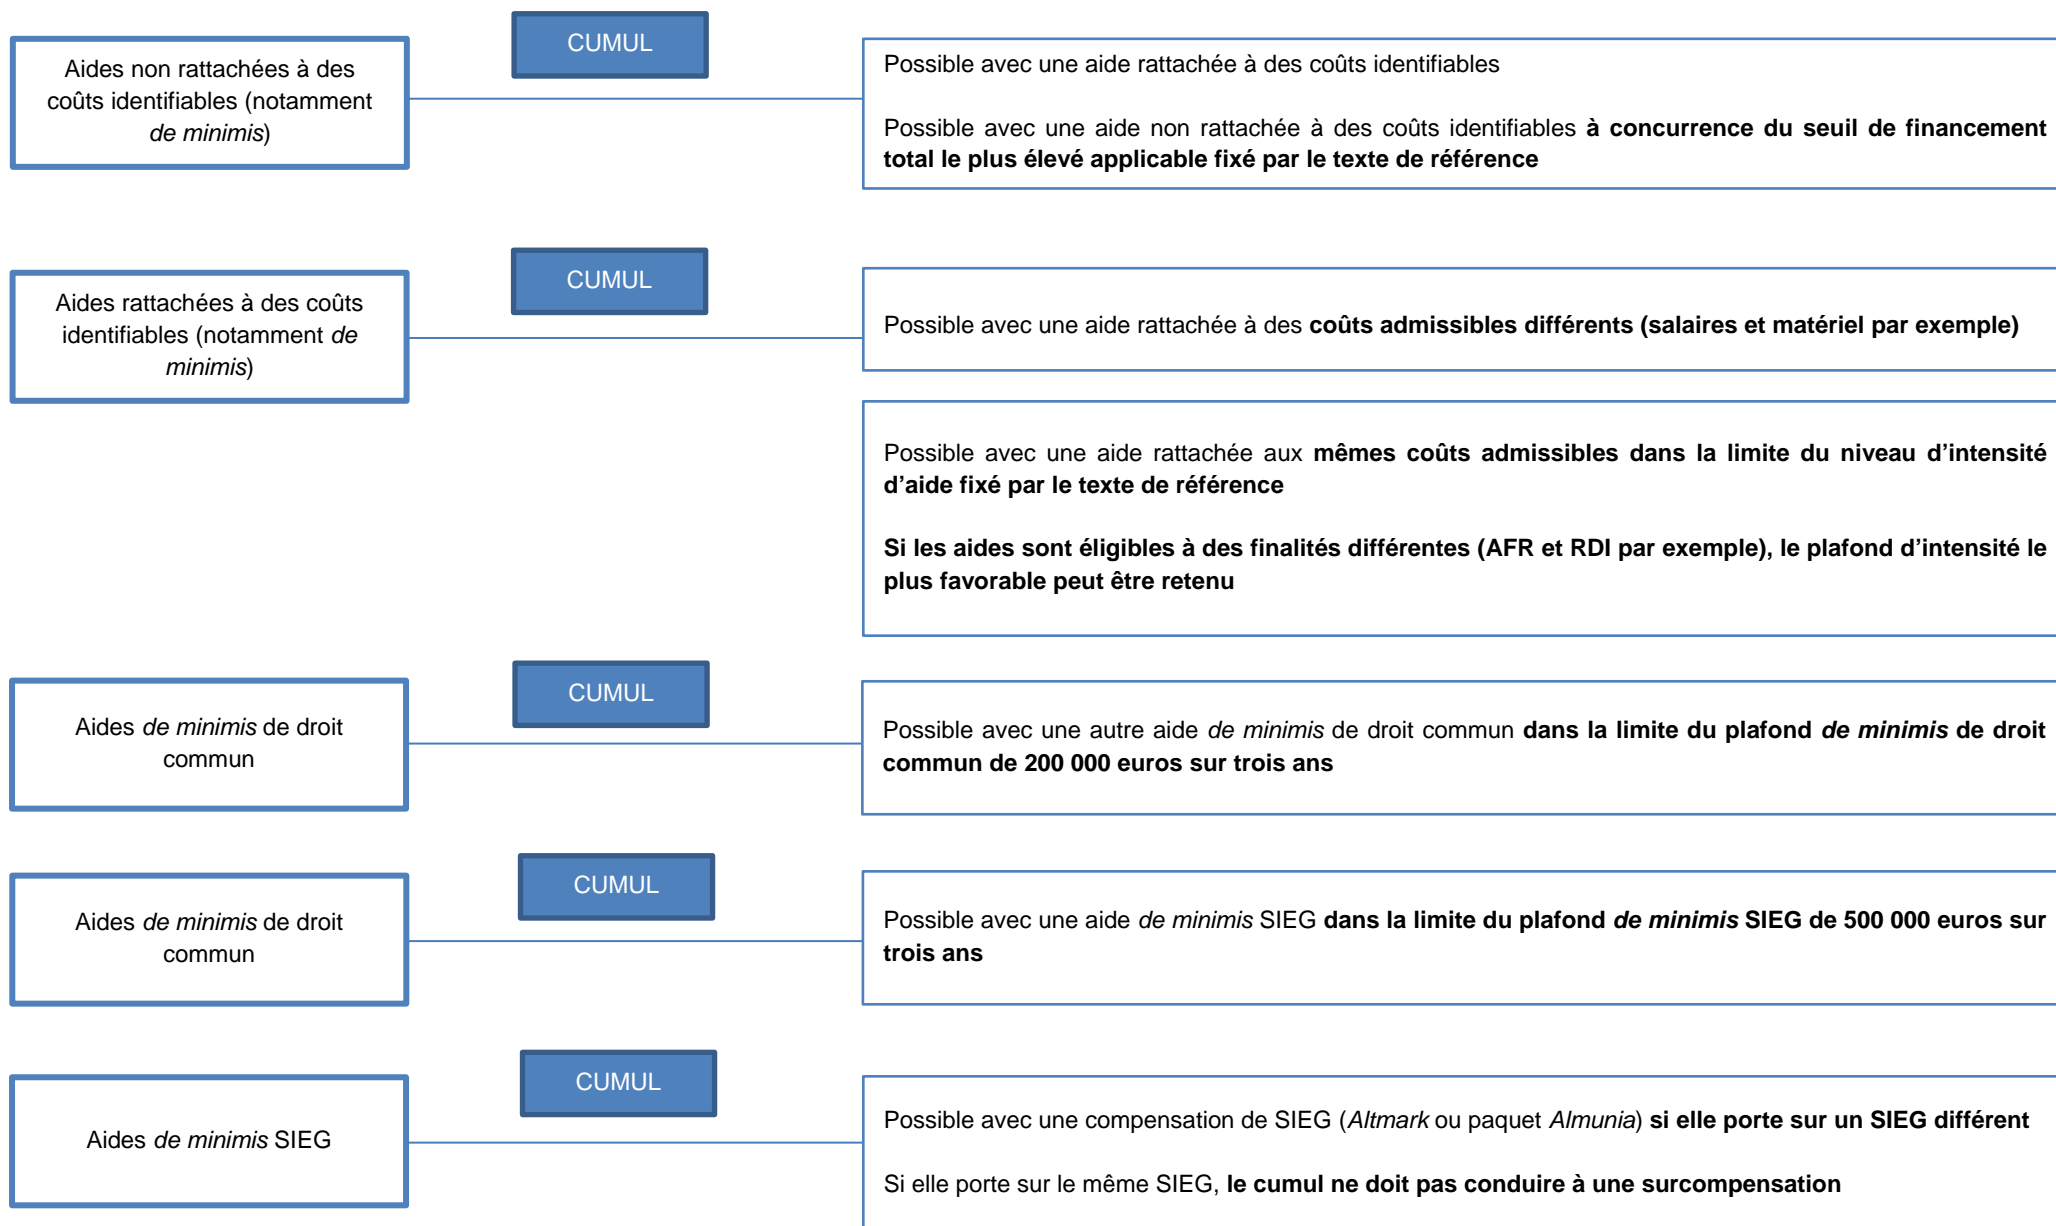 CUMUL
Aides non rattachées à des
coûts identifiables (notamment
de minimis)
Possible avec une aide rattachée à des coûts identifiables
Possible avec une aide non rattachée à des coûts identifiables à concurrence du seuil de financement
total le plus élevé applicable fixé par le texte de référence
CUMUL
Aides rattachées à des coûts
identifiables (notamment de
minimis)
Possible avec une aide rattachée à des coûts admissibles différents (salaires et matériel par exemple)
Possible avec une aide rattachée aux mêmes coûts admissibles dans la limite du niveau d’intensité
d’aide fixé par le texte de référence
Si les aides sont éligibles à des finalités différentes (AFR et RDI par exemple), le plafond d’intensité le
plus favorable peut être retenu
CUMUL
Aides de minimis de droit
commun
Possible avec une autre aide de minimis de droit commun dans la limite du plafond de minimis de droit
commun de 200 000 euros sur trois ans
CUMUL
Aides de minimis de droit
commun
Possible avec une aide de minimis SIEG dans la limite du plafond de minimis SIEG de 500 000 euros sur
trois ans
CUMUL
Aides de minimis SIEG
Possible avec une compensation de SIEG (Altmark ou paquet Almunia) si elle porte sur un SIEG différent
Si elle porte sur le même SIEG, le cumul ne doit pas conduire à une surcompensation